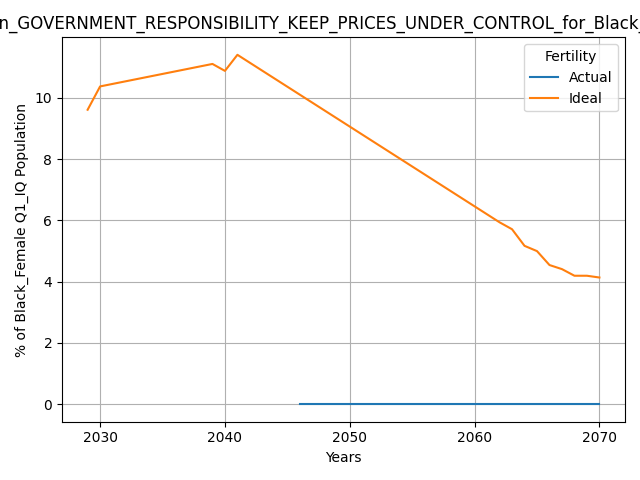 n_GOVERNMENT_RESPONSIBILITY_KEEP_PRICES_UNDER_CONTROL_for_Black_
Fertility
Actual
Ideal
% of Black_Female Q1_IQ Population
10
8
6
4
2
0
2030 2040 2050 2060 2070
Years